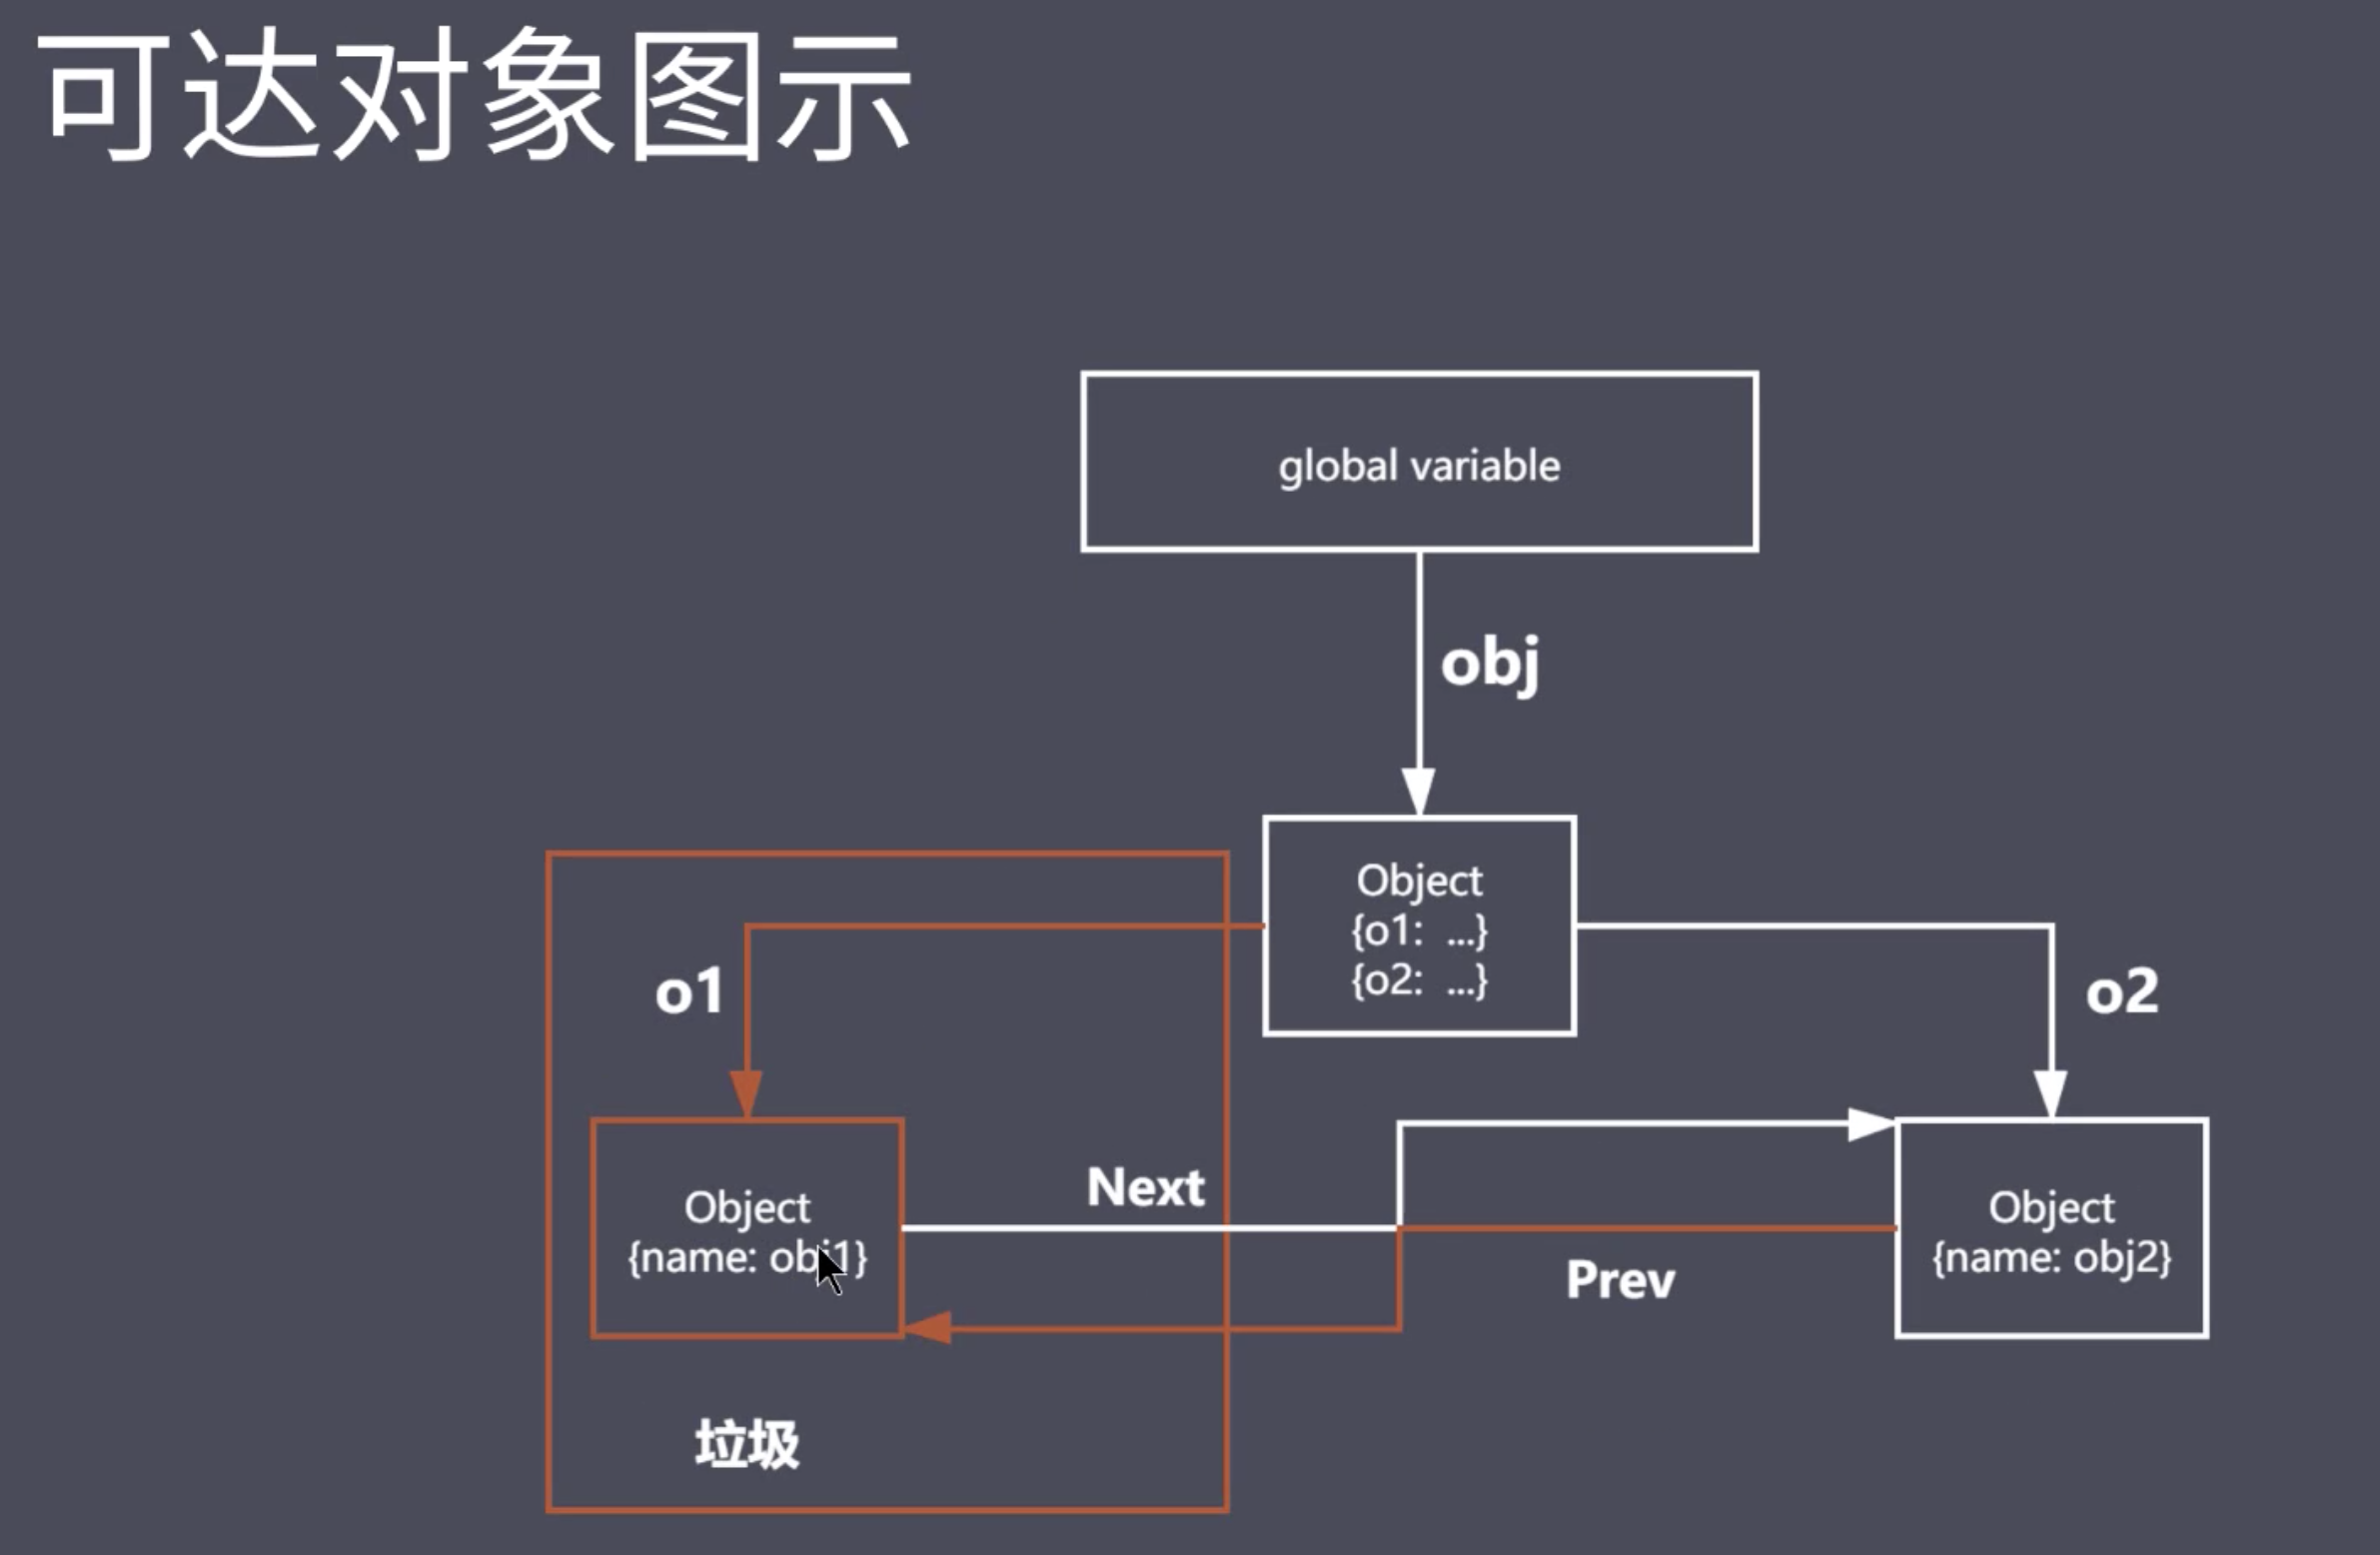 可达对象图示
global variable
obj
Object
{o1: ...}
{o2: ...}
o1
o2
Next
Object
{name: obj1}
Object
{name: obj2}
Prev
垃圾